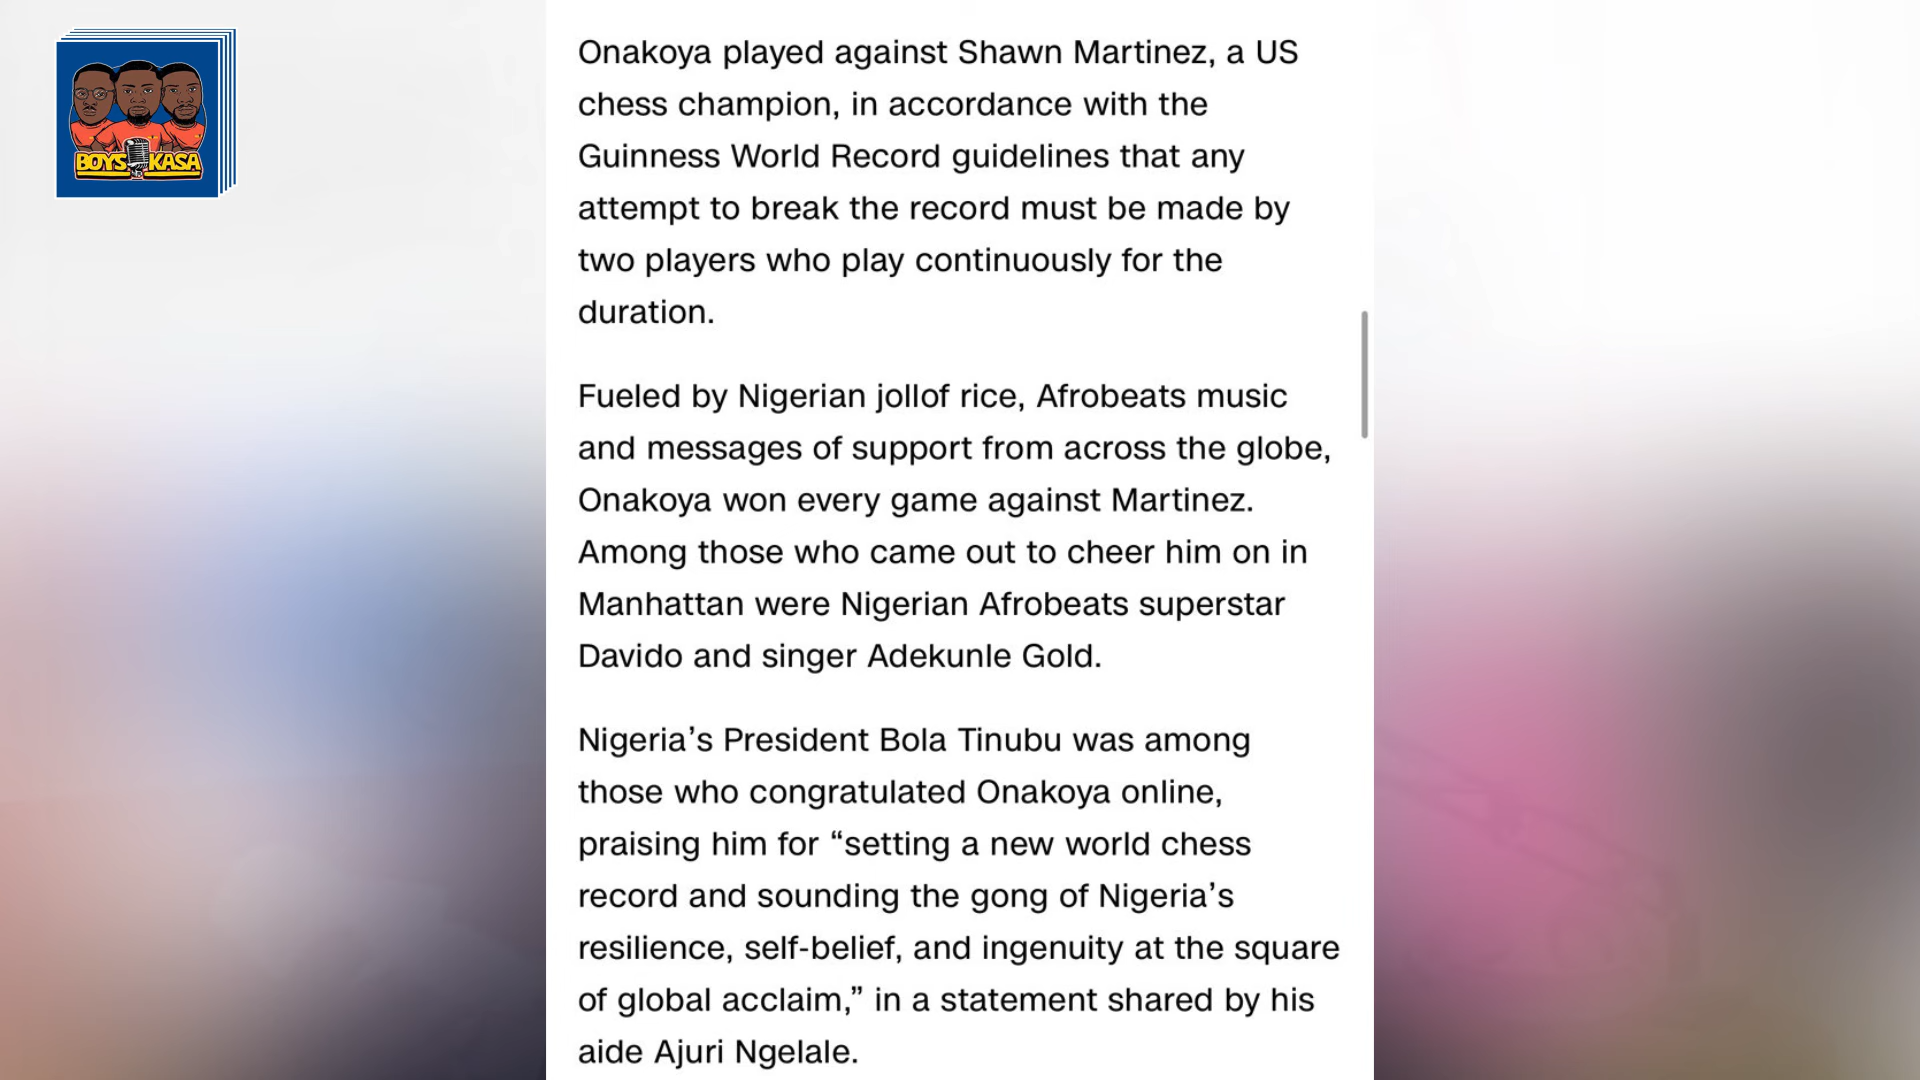 BOYS KASA
Onakoya played against Shawn Martinez, a US
chess champion, in accordance with the
Guinness World Record guidelines that any
attempt to break the record must be made by
two players who play continuously for the
duration.
Fueled by Nigerian jollof rice, Afrobeats music
and messages of support from across the globe,
Onakoya won every game against Martinez.
Among those who came out to cheer him on in
Manhattan were Nigerian Afrobeats superstar
Davido and singer Adekunle Gold.
Nigeria’s President Bola Tinubu was among
those who congratulated Onakoya online,
praising him for “setting a new world chess
record and sounding the gong of Nigeria’s
resilience, self-belief, and ingenuity at the square
of global acclaim,” in a statement shared by his
aide Ajuri Ngelale.